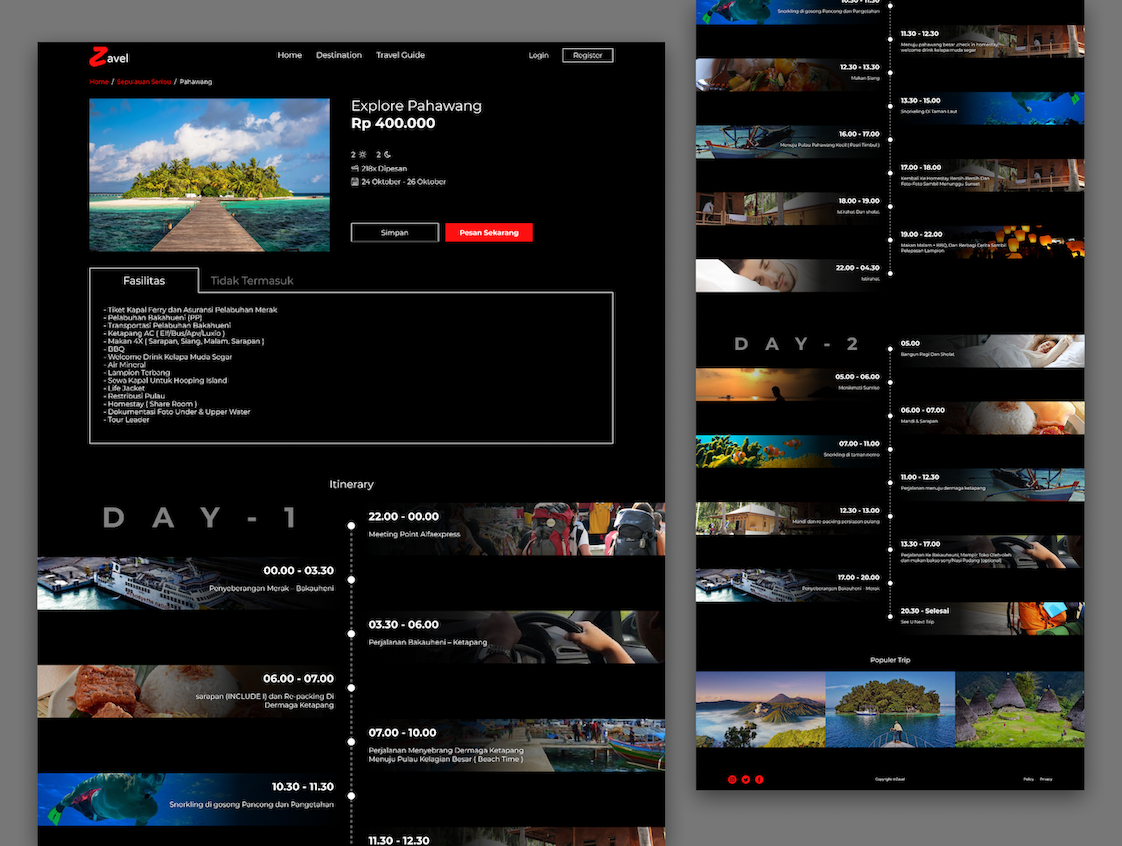 Zavel
Home Destination Travel Guide
Login Register
Home / Kepulauan Seribu / Pahawang
Explore Pahawang
Rp 400.000
2 2
218x Dipesan
24 Oktober - 26 Oktober
Simpan Pesan Sekarang
Fasilitas Tidak Termasuk
- Tiket Kapal Ferry dan Asuransi Pelabuhan Merak
- Pelabuhan Bakahueni (PP)
- Transportasi Pelabuhan Bakahueni
- Ketapang AC ( Elf/Bus/Apv/Luxio )
- Makan 4X ( Sarapan, Siang, Malam, Sarapan )
- BBQ
- Welcome Drink Kelapa Muda Segar
- Air Mineral
- Lampion Terbang
- Sewa Kapal Untuk Hooping Island
- Life Jacket
- Restribusi Pulau
- Homestay ( Share Room )
- Dokumentasi Foto Under & Upper Water
- Tour Leader
Itinerary
DAY - 1
22.00 - 00.00
Meeting Point Alfaexpress
00.00 - 03.30
Penyeberangan Merak - Bakauheni
03.30 - 06.00
Perjalanan Bakauheni – Ketapang
06.00 - 07.00
sarapan (INCLUDE I) dan Re-packing Di
Dermaga Ketapang
07.00 - 10.00
Perjalanan Menyebrang Dermaga Ketapang
Menuju Pulau Kelagian Besar ( Beach Time )
10.30 - 11.30
Snorkling di gosong Pancong dan Pangetahan
11.30 - 12.30
10.30 - 11.30
Snorkling di gosong Pancong dan Pangetahan
11.30 - 12.30
Menuju pahawang besar ,check in homestay,
welcome drink kelapa muda seger
12.30 - 13.30
Makan Siang
13.30 - 15.00
Snorkeling Di Taman Laut
16.00 - 17.00
Menuju Pulau Pahawang Kecil ( Pasri Timbul )
17.00 - 18.00
Kembali Ke Homestay Bersih-Bersih Dan
Foto-Foto Sambil Menunggu Sunset
18.00 - 19.00
Istirahat Dan sholat
19.00 - 22.00
Makan Malam + BBQ, Dan Berbagi Cerita Sambil
Pelepasan Lampion
22.00 - 04.30
Istirahat
DAY - 2
05.00
Bangun Pagi Dan Sholat
05.00 - 06.00
Menikmati Sunrise
06.00 - 07.00
Mandi & Sarapan
07.00 - 11.00
Snorkling di taman nemo
11.00 - 12.30
Perjalanan menuju dermaga ketapang
12.30 - 13.00
Mandi dan re-packing persiapan pulang
13.30 - 17.00
Perjalanan Ke Bakauheuni, Mampir Toko Oleh-oleh
dan makan bakso sony/Nasi Padang (optional)
17.00 - 20.00
Penyeberangan Bakauheni - Merak
20.30 - Selesai
See U Next Trip
Populer Trip
Copyright ©Zavel
Policy Privacy